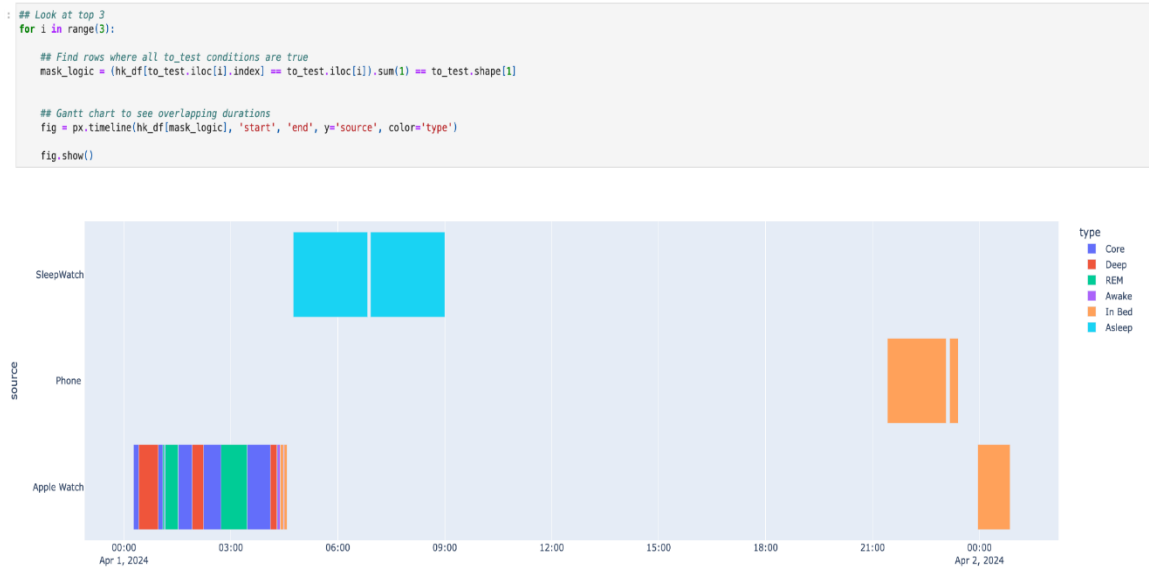 :
## Look at top 3
for i in range(3):
## Find rows where all to_test conditions are true
mask_logic = (hk_df[to_test.iloc[i].index] == to_test.iloc[i]).sum(1) == to_test.shape[1]
## Gantt chart to see overlapping durations
fig = px.timeline(hk_df[mask_logic], 'start', 'end', y='source', color='type')
fig.show()
type
Core
Deep
REM
Awake
In Bed
Asleep
SleepWatch
Phone
Apple Watch
source
00:00 03:00 06:00 09:00 12:00 15:00 18:00 21:00 00:00
Apr 1, 2024 Apr 2, 2024